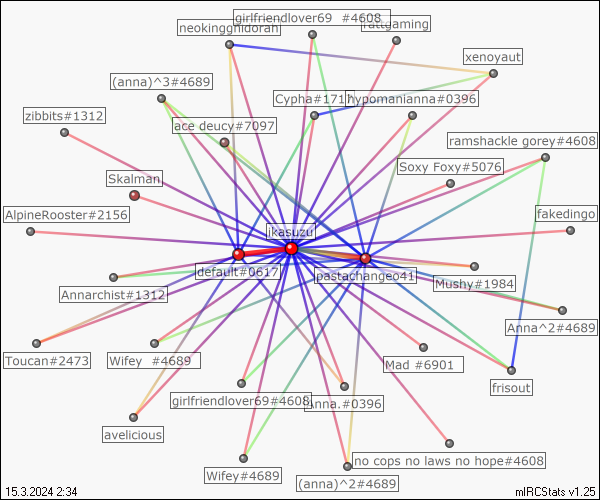 girlfriendlover69 #4608
neokingghidorah
rattgaming
xenoyaut
(anna)^3#4689
Cypha#1717
hypomanianna#0396
zibbits#1312
ace deucy#7097
ramshackle gorey#4608
Soxy Foxy#5076
Skalman
AlpineRooster#2156
fakedingo
ikasuzu
default#0617
pastachangeo41
Mushy#1984
Annarchist#1312
Anna^2#4689
Toucan#2473
Wifey #4689
Mad #6901
frisout
girlfriendlover69#4608
Anna.#0396
avelicious
no cops no laws no hope#4608
Wifey#4689
(anna)^2#4689
15.3.2024 2:34
mIRCStats v1.25